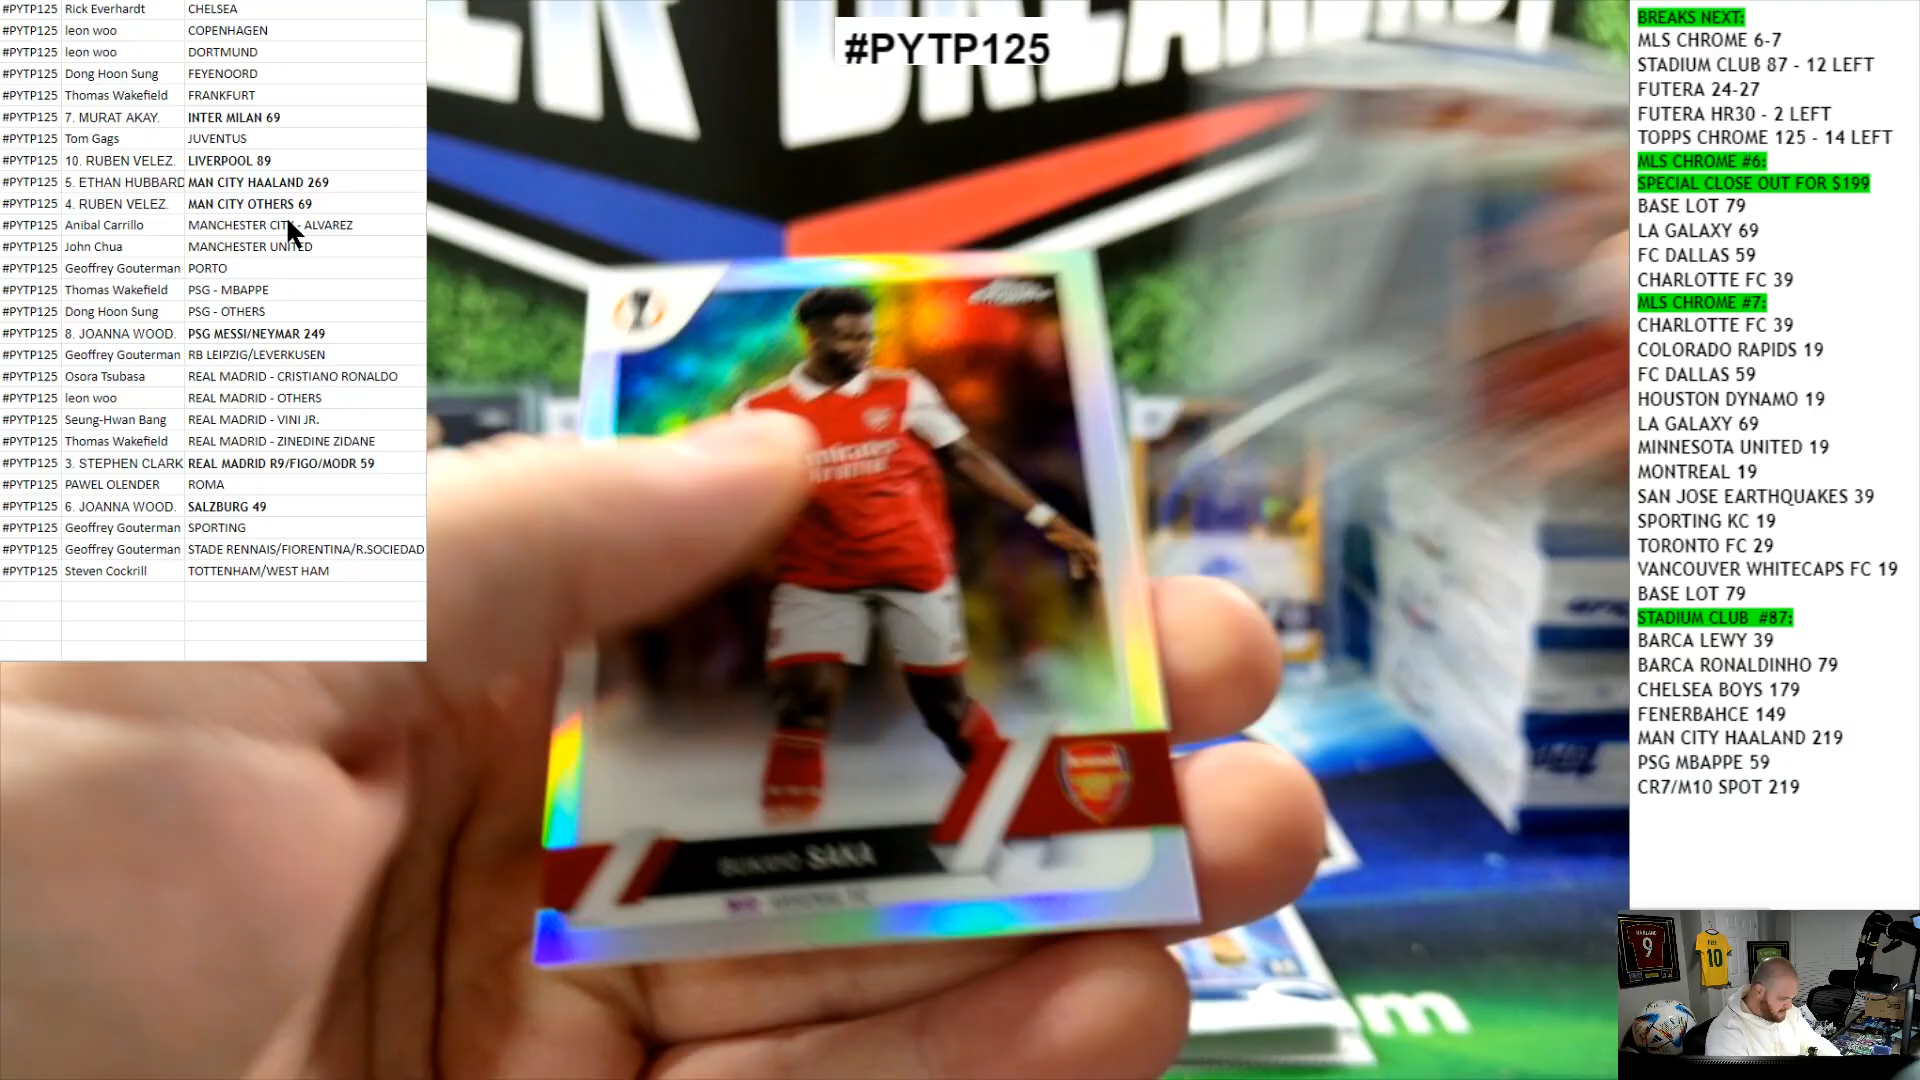 #PYTP125 Rick Everhardt CHELSEA
#PYTP125 leon woo COPENHAGEN
#PYTP125 leon woo DORTMUND
#PYTP125 Dong Hoon Sung FEYENOORD
#PYTP125 Thomas Wakefield FRANKFURT
#PYTP125 7. MURAT AKAY. INTER MILAN 69
#PYTP125 Tom Gags JUVENTUS
#PYTP125 10. RUBEN VELEZ. LIVERPOOL 89
#PYTP125 5. ETHAN HUBBARD MAN CITY HAALAND 269
#PYTP125 4. RUBEN VELEZ. MAN CITY OTHERS 69
#PYTP125 Anibal Carrillo MANCHESTER CITY - ALVAREZ
#PYTP125 John Chua MANCHESTER UNITED
#PYTP125 Geoffrey Gouterman PORTO
#PYTP125 Thomas Wakefield PSG - MBAPPE
#PYTP125 Dong Hoon Sung PSG - OTHERS
#PYTP125 8. JOANNA WOOD. PSG MESSI/NEYMAR 249
#PYTP125 Geoffrey Gouterman RB LEIPZIG/LEVERKUSEN
#PYTP125 Osora Tsubasa REAL MADRID - CRISTIANO RONALDO
#PYTP125 leon woo REAL MADRID - OTHERS
#PYTP125 Seung-Hwan Bang REAL MADRID - VINI JR.
#PYTP125 Thomas Wakefield REAL MADRID - ZINEDINE ZIDANE
#PYTP125 3. STEPHEN CLARK REAL MADRID R9/FIGO/MODR 59
#PYTP125 PAWEL OLENDER ROMA
#PYTP125 6. JOANNA WOOD. SALZBURG 49
#PYTP125 Geoffrey Gouterman SPORTING
#PYTP125 Geoffrey Gouterman STADE RENNAIS/FIORENTINA/R.SOCIEDAD
#PYTP125 Steven Cockrill TOTTENHAM/WEST HAM
#PYTP125
Emirates
SAKA
m
BREAKS NEXT:
MLS CHROME 6-7
STADIUM CLUB 87 - 12 LEFT
FUTERA 24-27
FUTERA HR30 - 2 LEFT
TOPPS CHROME 125 - 14 LEFT
MLS CHROME #6:
SPECIAL CLOSE OUT FOR $199
BASE LOT 79
LA GALAXY 69
FC DALLAS 59
CHARLOTTE FC 39
MLS CHROME #7:
CHARLOTTE FC 39
COLORADO RAPIDS 19
FC DALLAS 59
HOUSTON DYNAMO 19
LA GALAXY 69
MINNESOTA UNITED 19
MONTREAL 19
SAN JOSE EARTHQUAKES 39
SPORTING KC 19
TORONTO FC 29
VANCOUVER WHITECAPS FC 19
BASE LOT 79
STADIUM CLUB #87:
BARCA LEWY 39
BARCA RONALDINHO 79
CHELSEA BOYS 179
FENERBAHCE 149
MAN CITY HAALAND 219
PSG MBAPPE 59
CR7/M10 SPOT 219
9
10